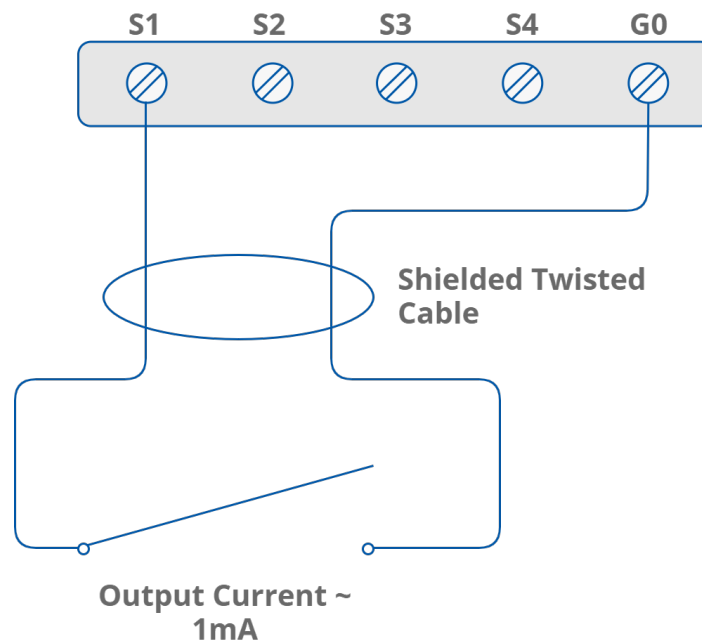 S1 S2 S3 S4 G0
Shielded Twisted
Cable
Output Current ~
1mA